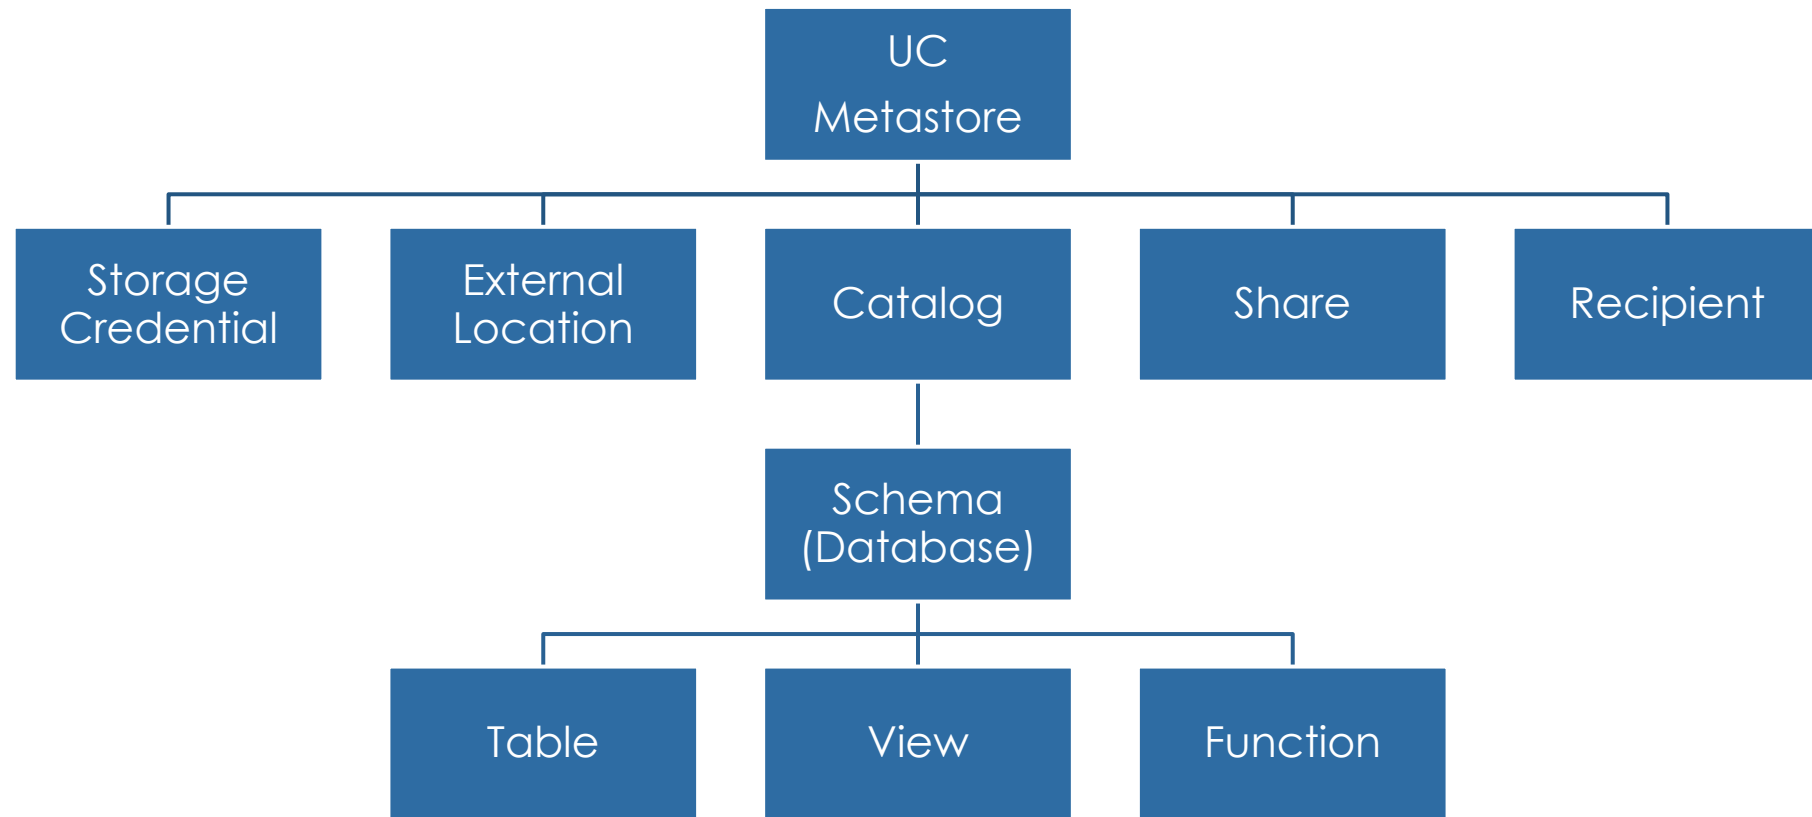 UC
Metastore
Storage
Credential
External
Location
Catalog
Share
Recipient
Schema
(Database)
Table
View
Function